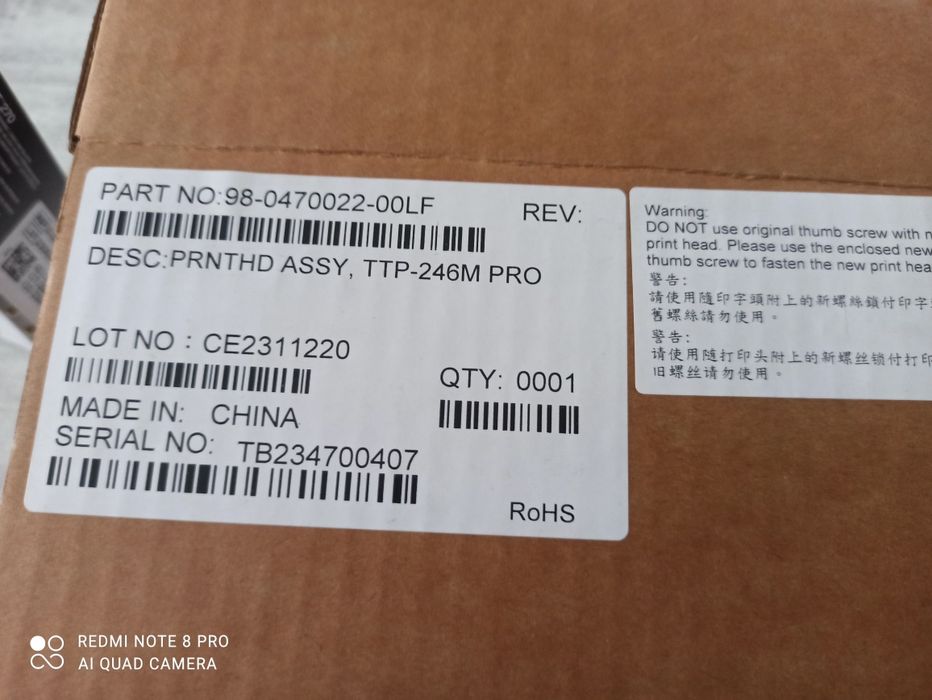 PART NO:98-0470022-00LF
REV:
DESC:PRNTHD ASSY, TTP-246M PRO
LOT NO : CE2311220
QTY: 0001
MADE IN: CHINA
SERIAL NO: TB234700407
RoHS
Warning:
DO NOT use original thumb screw with
print head. Please use the enclosed new
thumb screw to fasten the new print
警告:
請使用隨印字頭附上的新螺絲鎖付印字
舊螺絲請勿使用。
警告:
请使用随打印头附上的新螺丝锁付打印
旧螺丝请勿使用。
270
REDMI NOTE 8 PRO
AI QUAD CAMERA